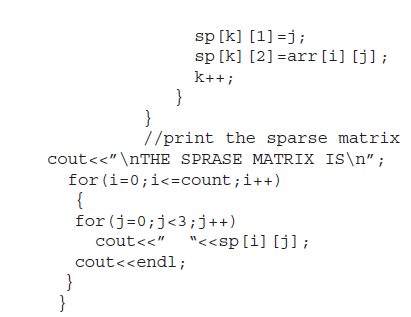 sp[k][1]=j;
sp[k][2]=arr[i][j];
k++;
}
}
//print the sparse matrix
cout<<”\nTHE SPRASE MATRIX IS\n”;
for(i=0;i<=count;i++)
{
for(j=0;j<3;j++)
cout<<”  “<<sp[i][j];
cout<<endl;
}
}